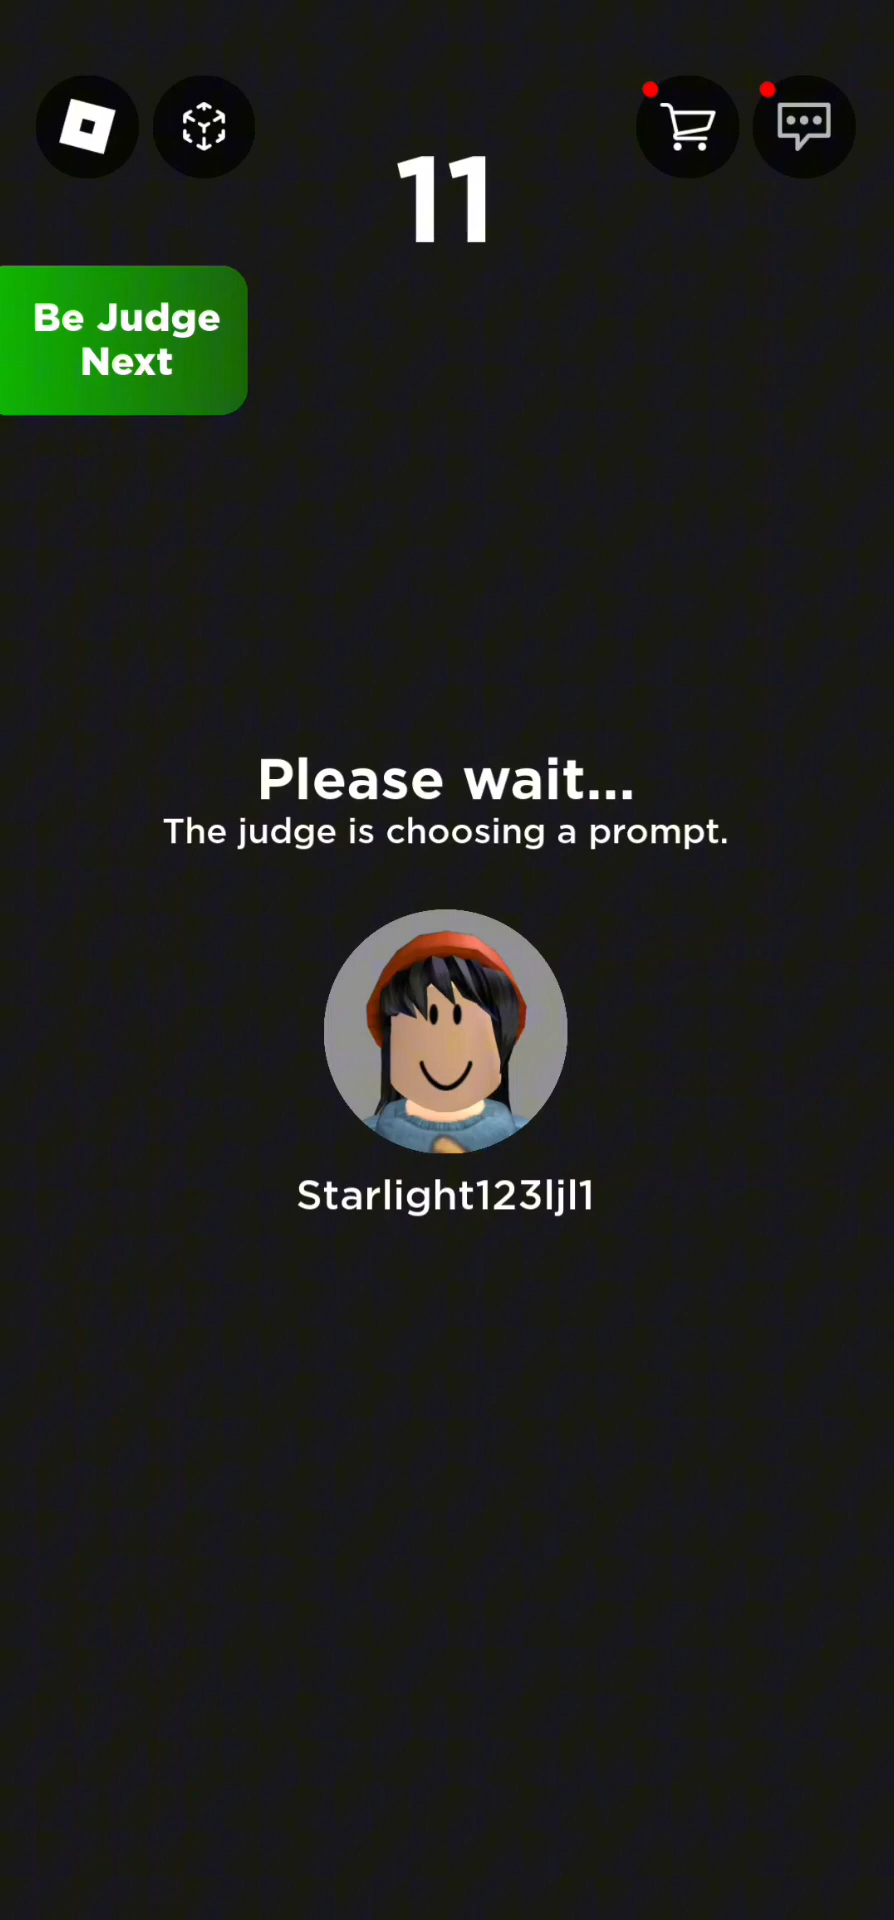 11
Be Judge
Next
Please wait...
The judge is choosing a prompt.
Starlight123ljl1